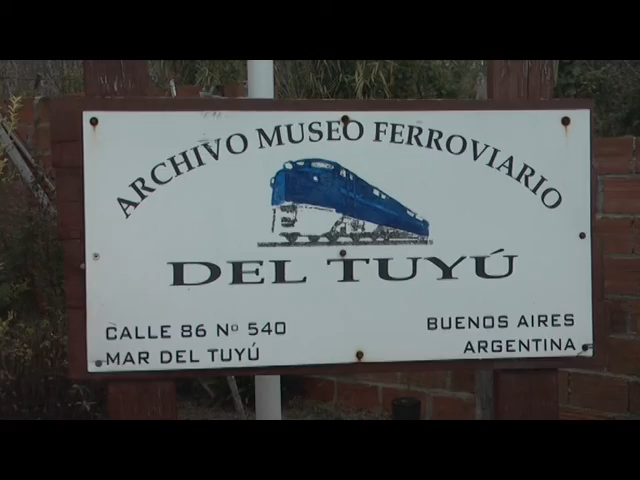 ARCHIVO MUSEO FERROVIARIO
DEL TUYÚ
CALLE 86 Nº 540
MAR DEL TUYÚ
BUENOS AIRES
ARGENTINA